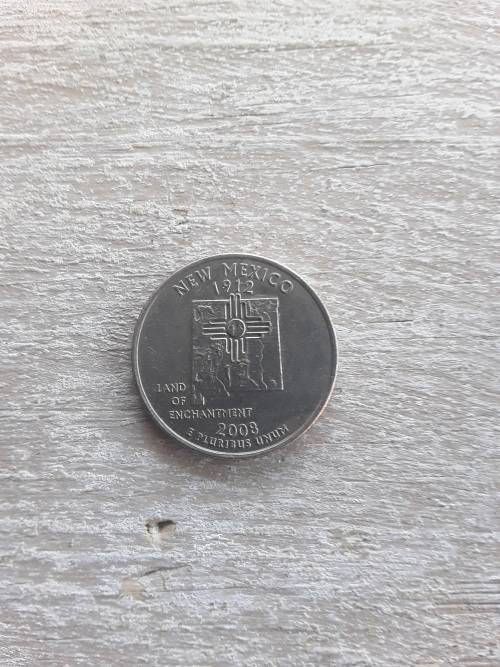 NEW MEXICO
1912
LAND
OF
ENCHANTMENT
2008
E PLURIBUS UNUM